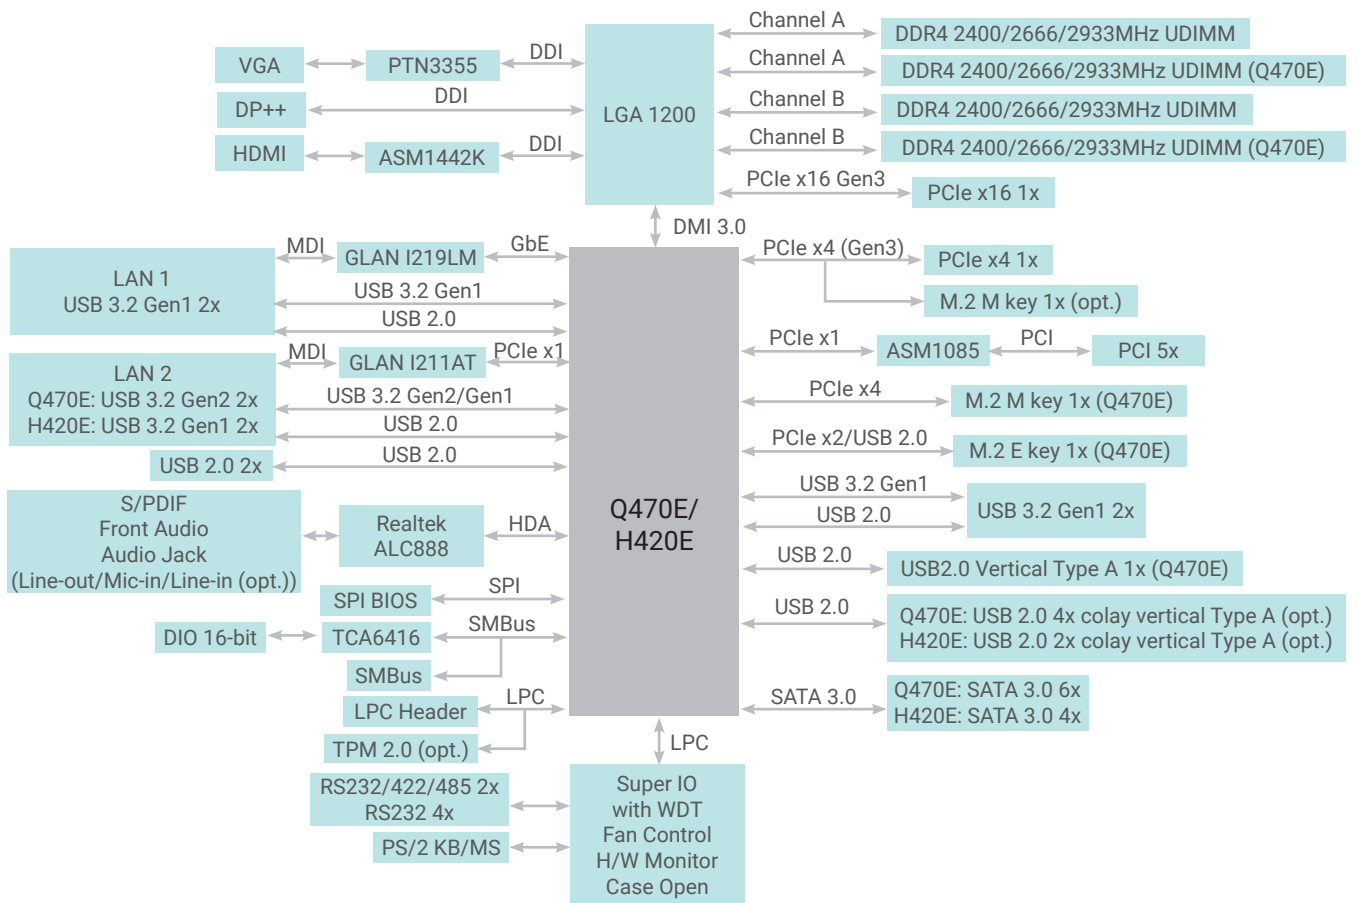 Channel A
DDR4 2400/2666/2933MHz UDIMM
VGA
PTN3355
DDI
Channel A
DDR4 2400/2666/2933MHz UDIMM (Q470E)
DP++
DDI
LGA 1200
Channel B
DDR4 2400/2666/2933MHz UDIMM
HDMI
ASM1442K
DDI
Channel B
DDR4 2400/2666/2933MHz UDIMM (Q470E)
PCIe x16 Gen3
PCIe x16 1x
DMI 3.0
LAN 1
USB 3.2 Gen1 2x
MDI
GLAN I219LM
GbE
USB 3.2 Gen1
USB 2.0
PCIe x4 (Gen3)
PCIe x4 1x
M.2 M key 1x (opt.)
LAN 2
Q470E: USB 3.2 Gen2 2x
H420E: USB 3.2 Gen1 2x
MDI
GLAN I211AT
PCIe x1
USB 3.2 Gen2/Gen1
USB 2.0
PCIe x1
ASM1085
PCI
PCI 5x
PCIe x4
M.2 M key 1x (Q470E)
USB 2.0 2x
USB 2.0
PCIe x2/USB 2.0
M.2 E key 1x (Q470E)
S/PDIF
Front Audio
Audio Jack
(Line-out/Mic-in/Line-in (opt.))
Realtek
ALC888
HDA
Q470E/
H420E
USB 3.2 Gen1
USB 2.0
USB 3.2 Gen1 2x
USB 2.0
USB2.0 Vertical Type A 1x (Q470E)
SPI BIOS
SPI
USB 2.0
Q470E: USB 2.0 4x colay vertical Type A (opt.)
H420E: USB 2.0 2x colay vertical Type A (opt.)
DIO 16-bit
TCA6416
SMBus
SMBus
LPC Header
LPC
TPM 2.0 (opt.)
SATA 3.0
Q470E: SATA 3.0 6x
H420E: SATA 3.0 4x
LPC
RS232/422/485 2x
RS232 4x
PS/2 KB/MS
Super IO
with WDT
Fan Control
H/W Monitor
Case Open